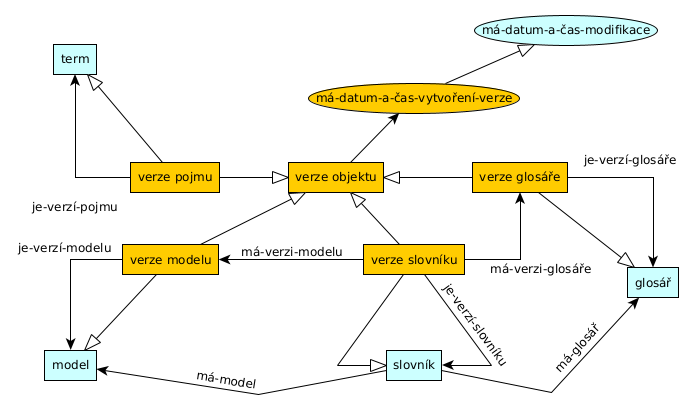 má-datum-a-čas-modifikace
term
má-datum-a-čas-vytvoření-verze
je-verzí-glosáře
verze pojmu
verze objektu
verze glosáře
je-verzí-pojmu
je-verzí-modelu
má-verzi-modelu
verze modelu
verze slovníku
má-verzi-glosáře
glosář
je-verzí-slovníku
má-glosář
model
má-model
slovník